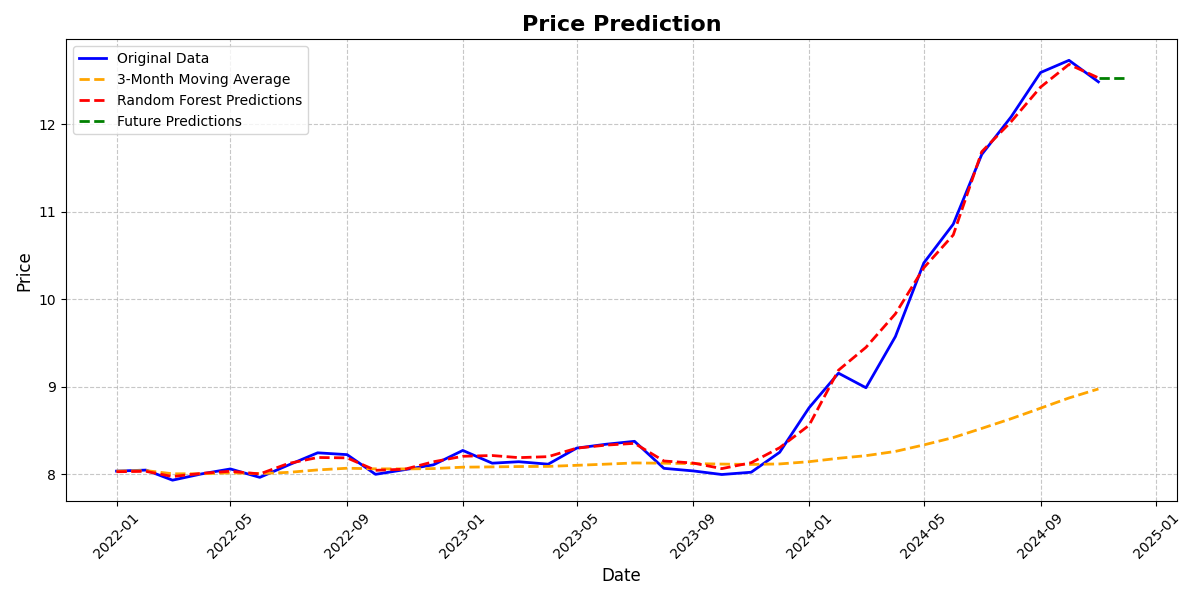 Price Prediction
Original Data
3-Month Moving Average
Random Forest Predictions
Future Predictions
Price
12
11
10
9
8
2022-01
2022-05
2022-09
2023-01
2023-05
2023-09
2024-01
2024-05
2024-09
2025-01
Date